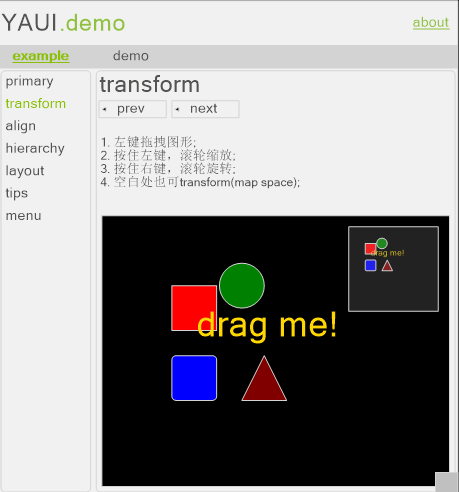 YAUI.demo
about
example
demo
primary
transform
align
hierarchy
layout
tips
menu
transform
prev
next
1. 左键拖拽图形;
2. 按住左键，滚轮缩放;
3. 按住右键，滚轮旋转;
4. 空白处也可transform(map space);
drag me!
drag me!